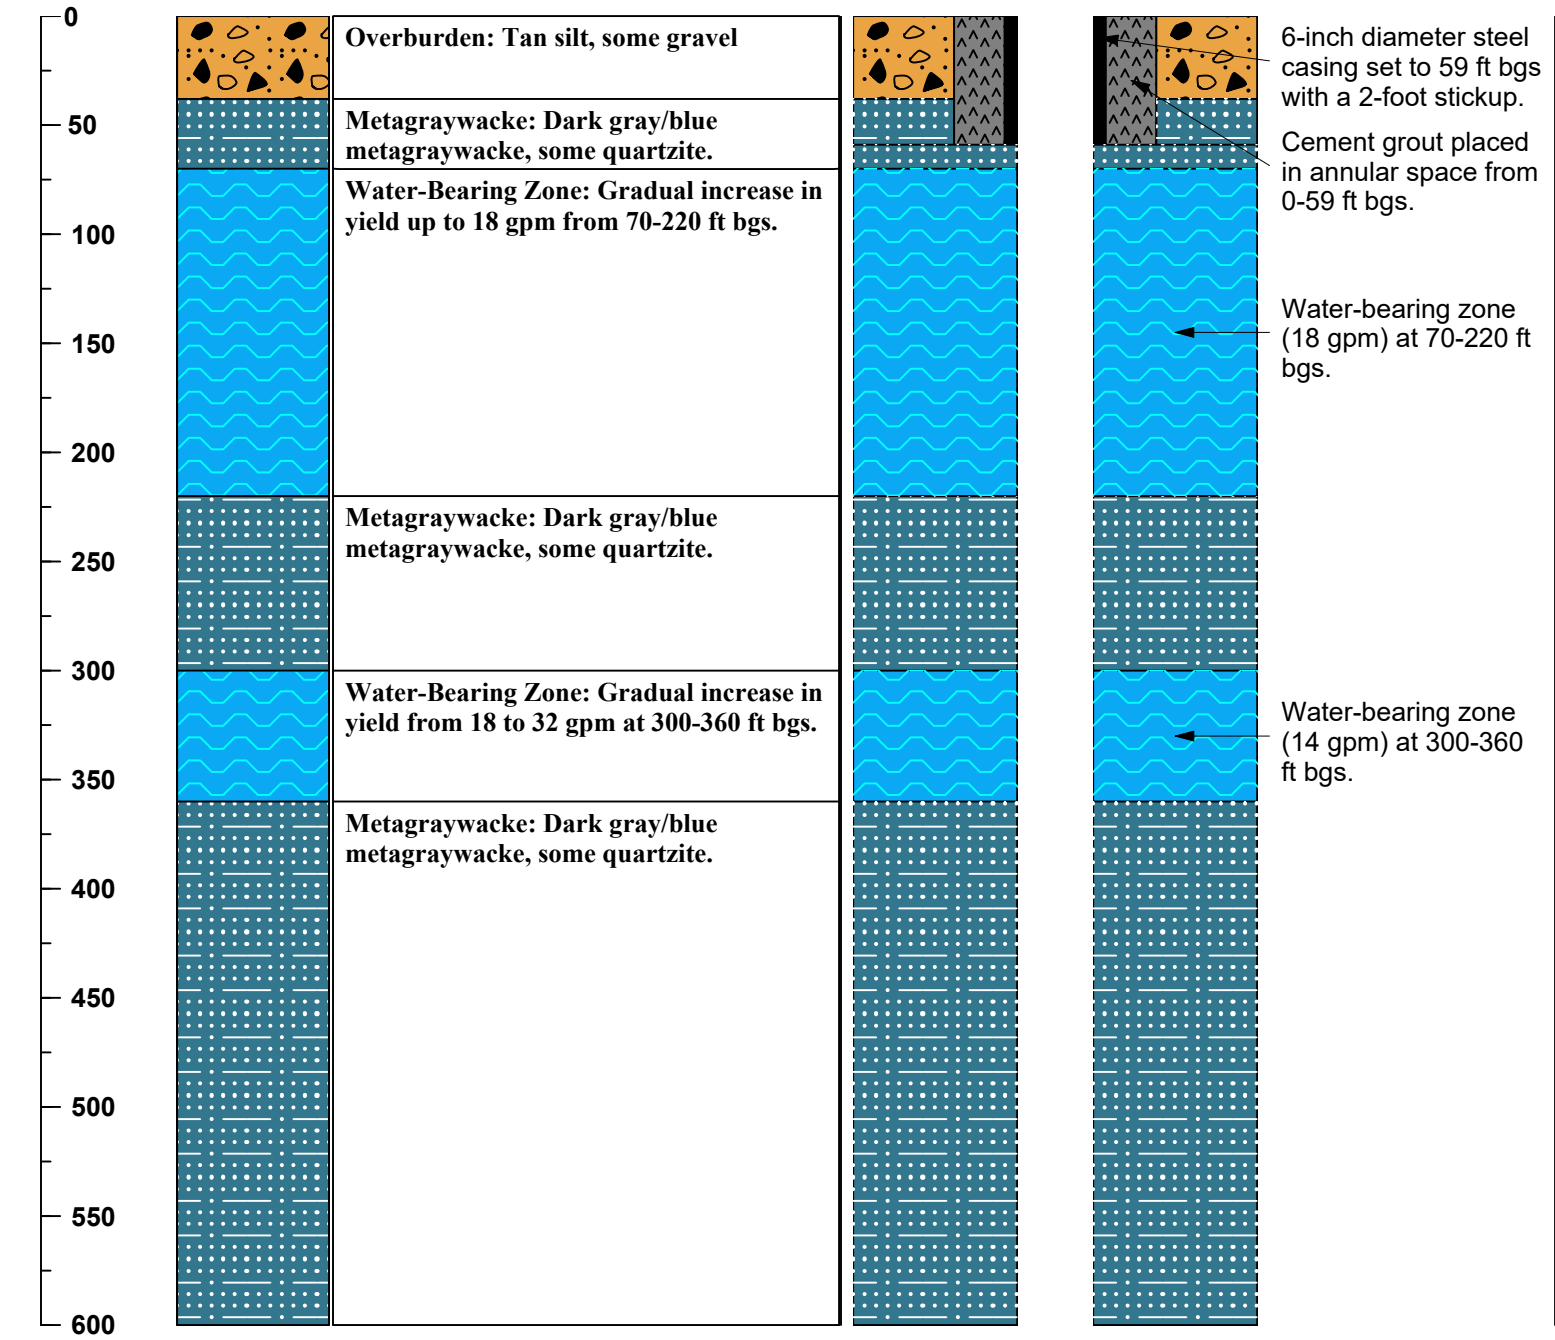 0
50
100
150
200
250
300
350
400
450
500
550
600
Overburden: Tan silt, some gravel
Metagraywacke: Dark gray/blue
metagraywacke, some quartzite.
Water-Bearing Zone: Gradual increase in
yield up to 18 gpm from 70-220 ft bgs.
Metagraywacke: Dark gray/blue
metagraywacke, some quartzite.
Water-Bearing Zone: Gradual increase in
yield from 18 to 32 gpm at 300-360 ft bgs.
Metagraywacke: Dark gray/blue
metagraywacke, some quartzite.
6-inch diameter steel
casing set to 59 ft bgs
with a 2-foot stickup.
Cement grout placed
in annular space from
0-59 ft bgs.
Water-bearing zone
(18 gpm) at 70-220 ft
bgs.
Water-bearing zone
(14 gpm) at 300-360
ft bgs.